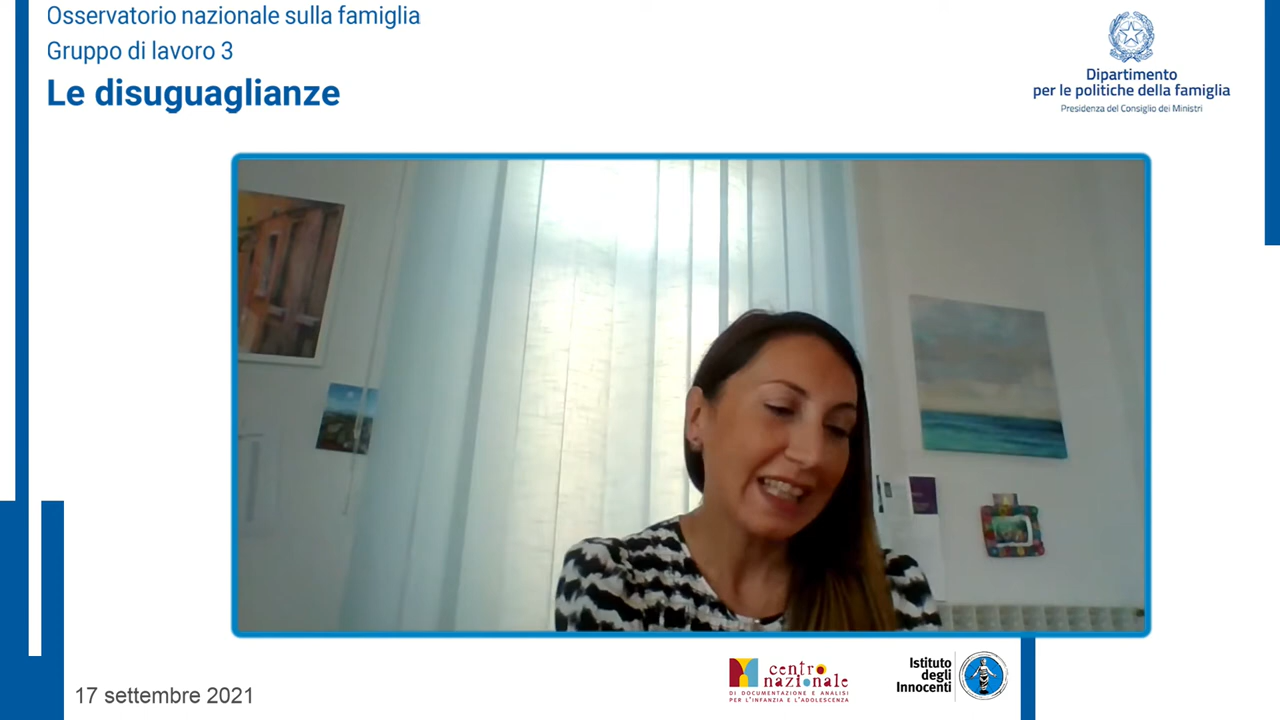 Osservatorio nazionale sulla famiglia
Gruppo di lavoro 3
Le disuguaglianze
Dipartimento
per le politiche della famiglia
Presidenza del Consiglio dei Ministri
17 settembre 2021
centro
nazionale
DI DOCUMENTAZIONE E ANALISI
PER L'INFANZIA E L'ADOLESCENZA
Istituto
degli
Innocenti